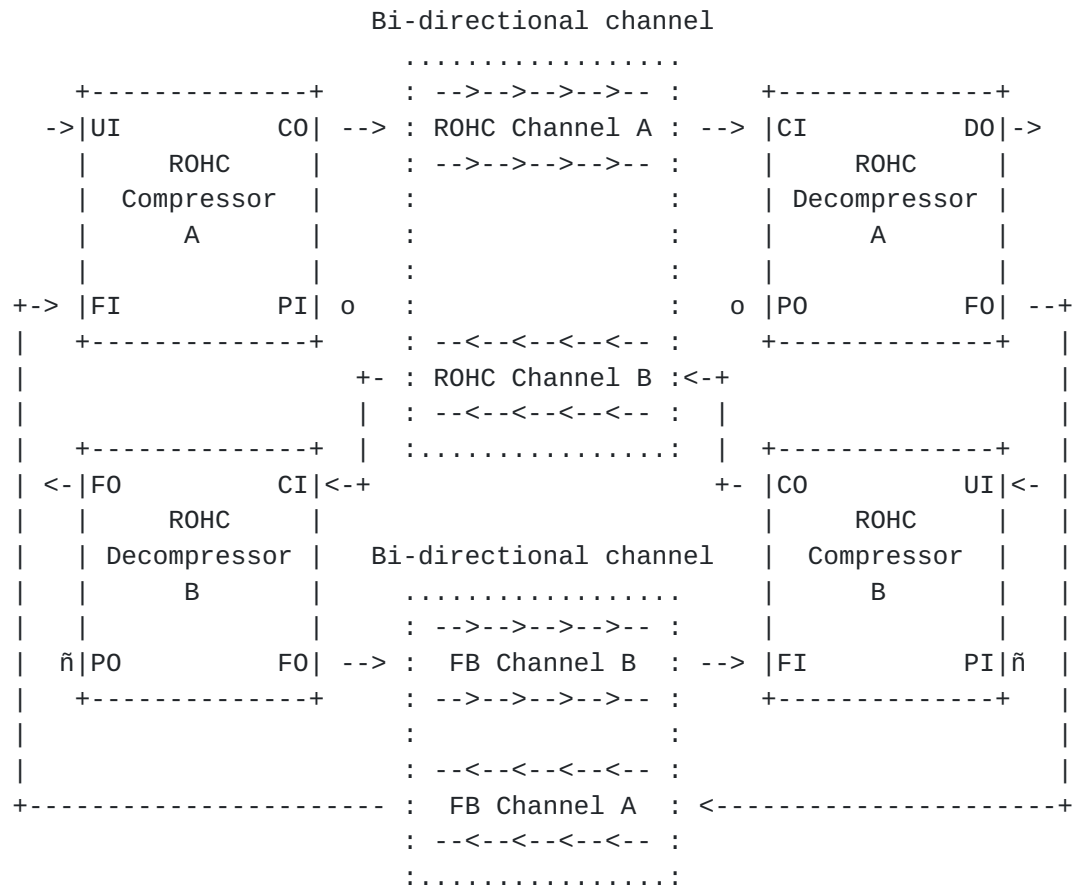 Bi-directional channel
                         ..................
    +--------------+     : -->-->-->-->-- :     +--------------+
  ->|UI          CO| --> : ROHC Channel A : --> |CI          DO|->
    |     ROHC     |     : -->-->-->-->-- :     |     ROHC     |
    |  Compressor  |     :                :     | Decompressor |
    |      A       |     :                :     |      A       |
    |              |     :                :     |              |
+-> |FI          PI| o   :                :   o |PO          FO| --+
|   +--------------+     : --<--<--<--<-- :     +--------------+   |
|                     +- : ROHC Channel B :<-+                     |
|                     |  : --<--<--<--<-- :  |                     |
|   +--------------+  |  :................:  |  +--------------+   |
| <-|FO          CI|<-+                      +- |CO          UI|<- |
|   |     ROHC     |                            |     ROHC     |   |
|   | Decompressor |   Bi-directional channel   |  Compressor  |   |
|   |      B       |     ..................     |      B       |   |
|   |              |     : -->-->-->-->-- :     |              |   |
|  ñ|PO          FO| --> :  FB Channel B  : --> |FI          PI|ñ  |
|   +--------------+     : -->-->-->-->-- :     +--------------+   |
|                        :                :                        |
|                        : --<--<--<--<-- :                        |
+----------------------- :  FB Channel A  : <----------------------+
                         : --<--<--<--<-- :
                         :................: